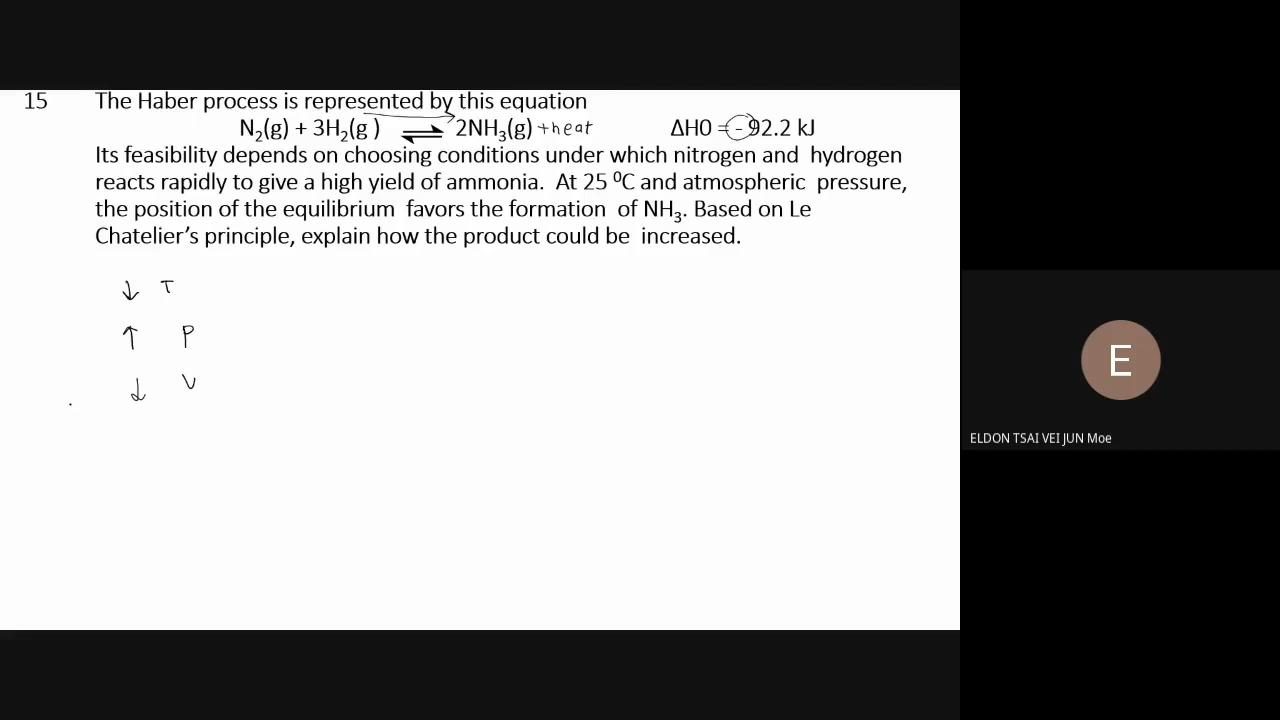 15 The Haber process is represented by this equation
N₂(g) + 3H₂(g ) ⇌ 2NH₃(g) +heat ΔH0 = - 92.2 kJ
Its feasibility depends on choosing conditions under which nitrogen and hydrogen
reacts rapidly to give a high yield of ammonia. At 25 ⁰C and atmospheric pressure,
the position of the equilibrium favors the formation of NH₃. Based on Le
Chatelier’s principle, explain how the product could be increased.
↓ T
↑ P
↓ V
E
ELDON TSAI VEI JUN Moe